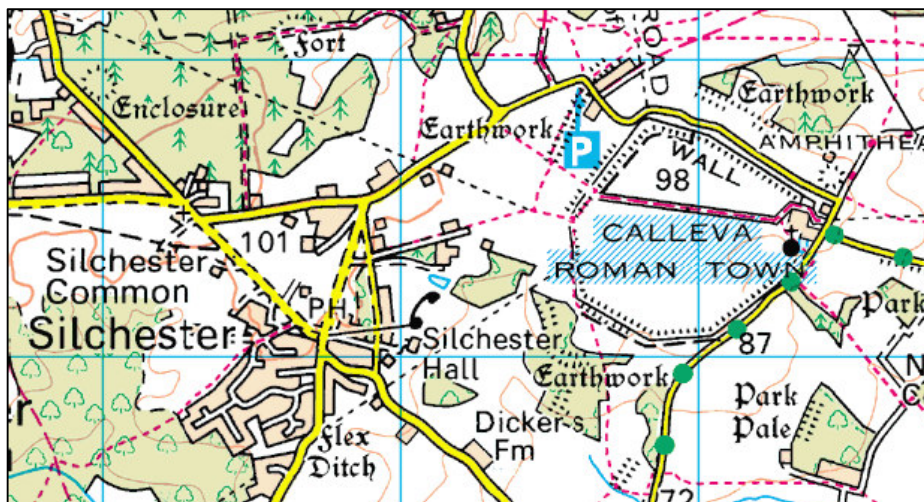 Fort
ROAD
Enclosure
Earthwork
Earthwork
P
AMPHITHEA
WALL
98
101
CALLEVA
ROMAN TOWN
Silchester
Common
PH
Silchester
Silchester
Hall
87
Park
Earthwork
Park
Pale
Dicker's
Fm
Flex
Ditch
r
N
72